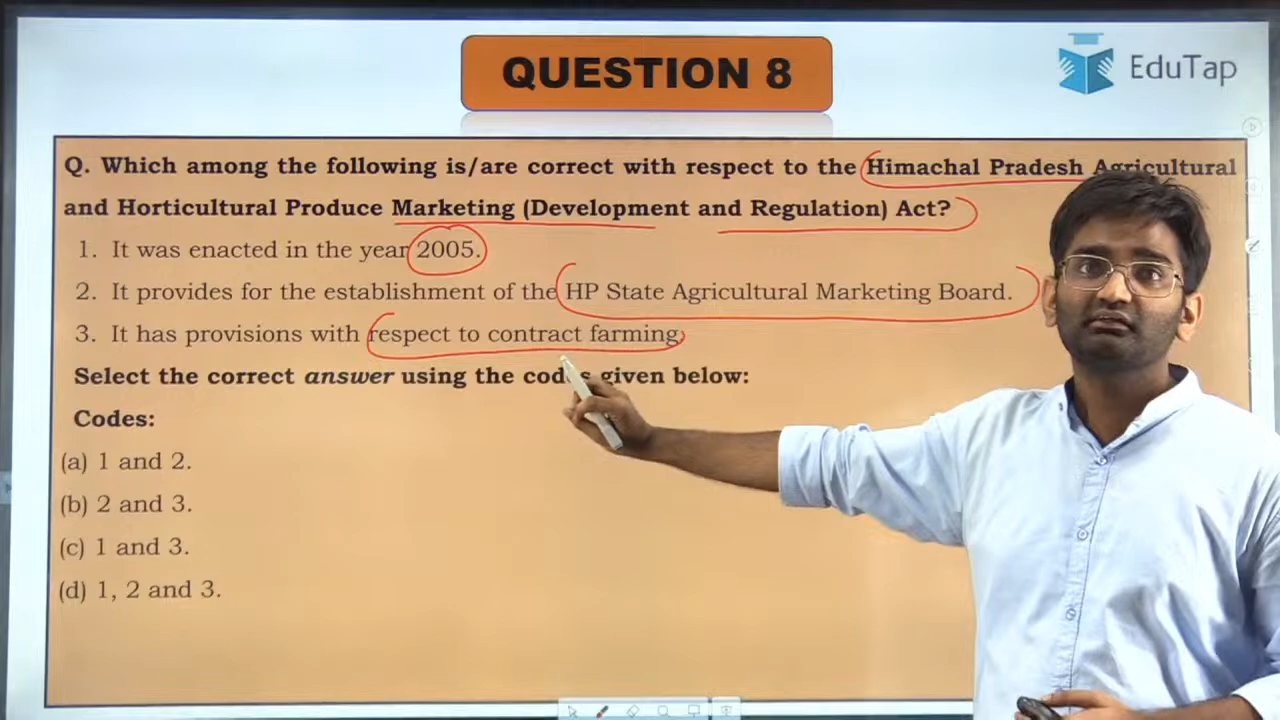 QUESTION 8
EduTap
Q. Which among the following is/are correct with respect to the Himachal Pradesh Agricultural
and Horticultural Produce Marketing (Development and Regulation) Act?
1. It was enacted in the year 2005.
2. It provides for the establishment of the HP State Agricultural Marketing Board.
3. It has provisions with respect to contract farming.
Select the correct answer using the codes given below:
Codes:
(a) 1 and 2.
(b) 2 and 3.
(c) 1 and 3.
(d) 1, 2 and 3.